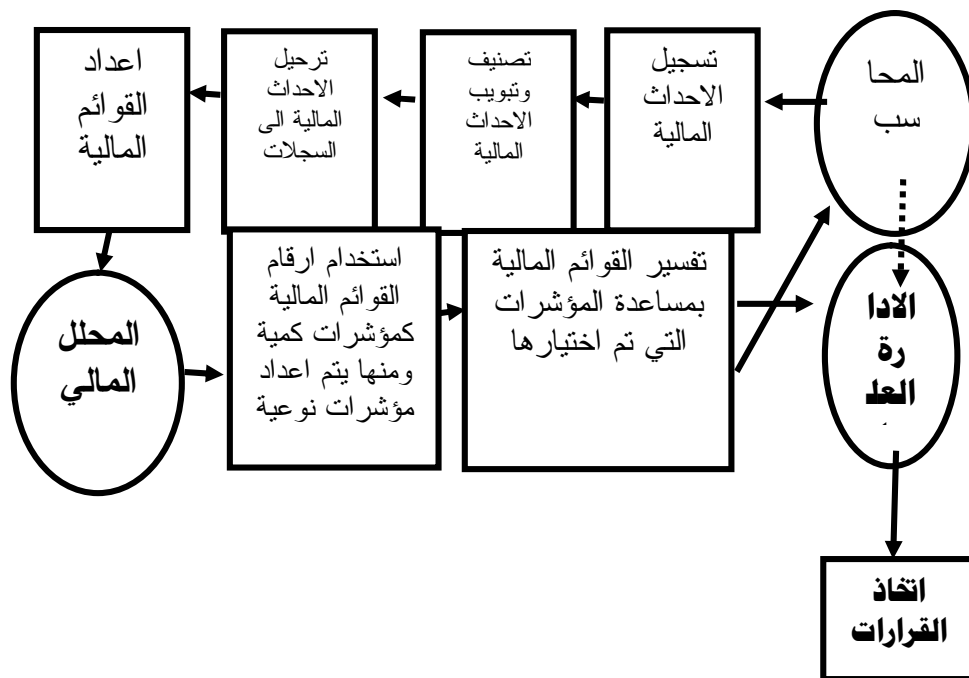 المحا
سب
تسجيل
الاحداث
المالية
تصنيف
وتبويب
الاحداث
المالية
ترحيل
الاحداث
المالية الى
السجلات
اعداد
القوائم
المالية
المحلل
المالي
استخدام ارقام
القوائم المالية
كمؤشرات كمية
ومنها يتم اعداد
مؤشرات نوعية
تفسير القوائم المالية
بمساعدة المؤشرات
التي تم اختيارها
الادا
رة
العلـ
اتخاذ
القرارات